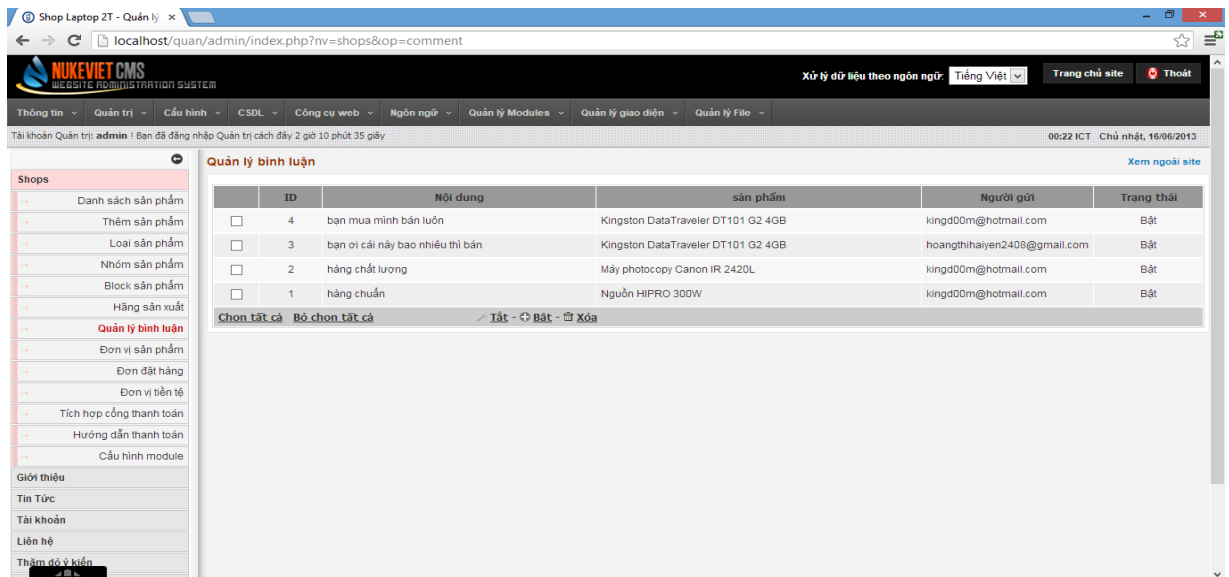 Shop Laptop 2T - Quản lý
localhost/quan/admin/index.php?nv=shops&op=comment
NUKEVIET CMS
WEBSITE ADMINISTRATION SYSTEM
Xử lý dữ liệu theo ngôn ngữ: Tiếng Việt Trang chủ site Thoát
Thông tin Quản trị Cấu hình CSDL Công cụ web Ngôn ngữ Quản lý Modules Quản lý giao diện Quản lý File
Tài khoản Quản trị: admin ! Bạn đã đăng nhập Quản trị cách đây 2 giờ 10 phút 35 giây 00:22 ICT Chủ nhật, 16/06/2013
Shops
Danh sách sản phẩm
Thêm sản phẩm
Loại sản phẩm
Nhóm sản phẩm
Block sản phẩm
Hãng sản xuất
Quản lý bình luận
Đơn vị sản phẩm
Đơn đặt hàng
Đơn vị tiền tệ
Tích hợp cổng thanh toán
Hướng dẫn thanh toán
Cấu hình module
Giới thiệu
Tin Tức
Tài khoản
Liên hệ
Thăm dò ý kiến
Quản lý bình luận Xem ngoài site
ID Nội dung sản phẩm Người gửi Trạng thái
4 bạn mua mình bán luôn Kingston DataTraveler DT101 G2 4GB kingd00m@hotmail.com Bật
3 bạn ơi cái này bao nhiêu thì bán Kingston DataTraveler DT101 G2 4GB hoangthihaiyen2408@gmail.com Bật
2 hàng chất lượng Máy photocopy Canon IR 2420L kingd00m@hotmail.com Bật
1 hàng chuẩn Nguồn HIPRO 300W kingd00m@hotmail.com Bật
Chọn tất cả Bỏ chọn tất cả Tắt - Bật - Xóa